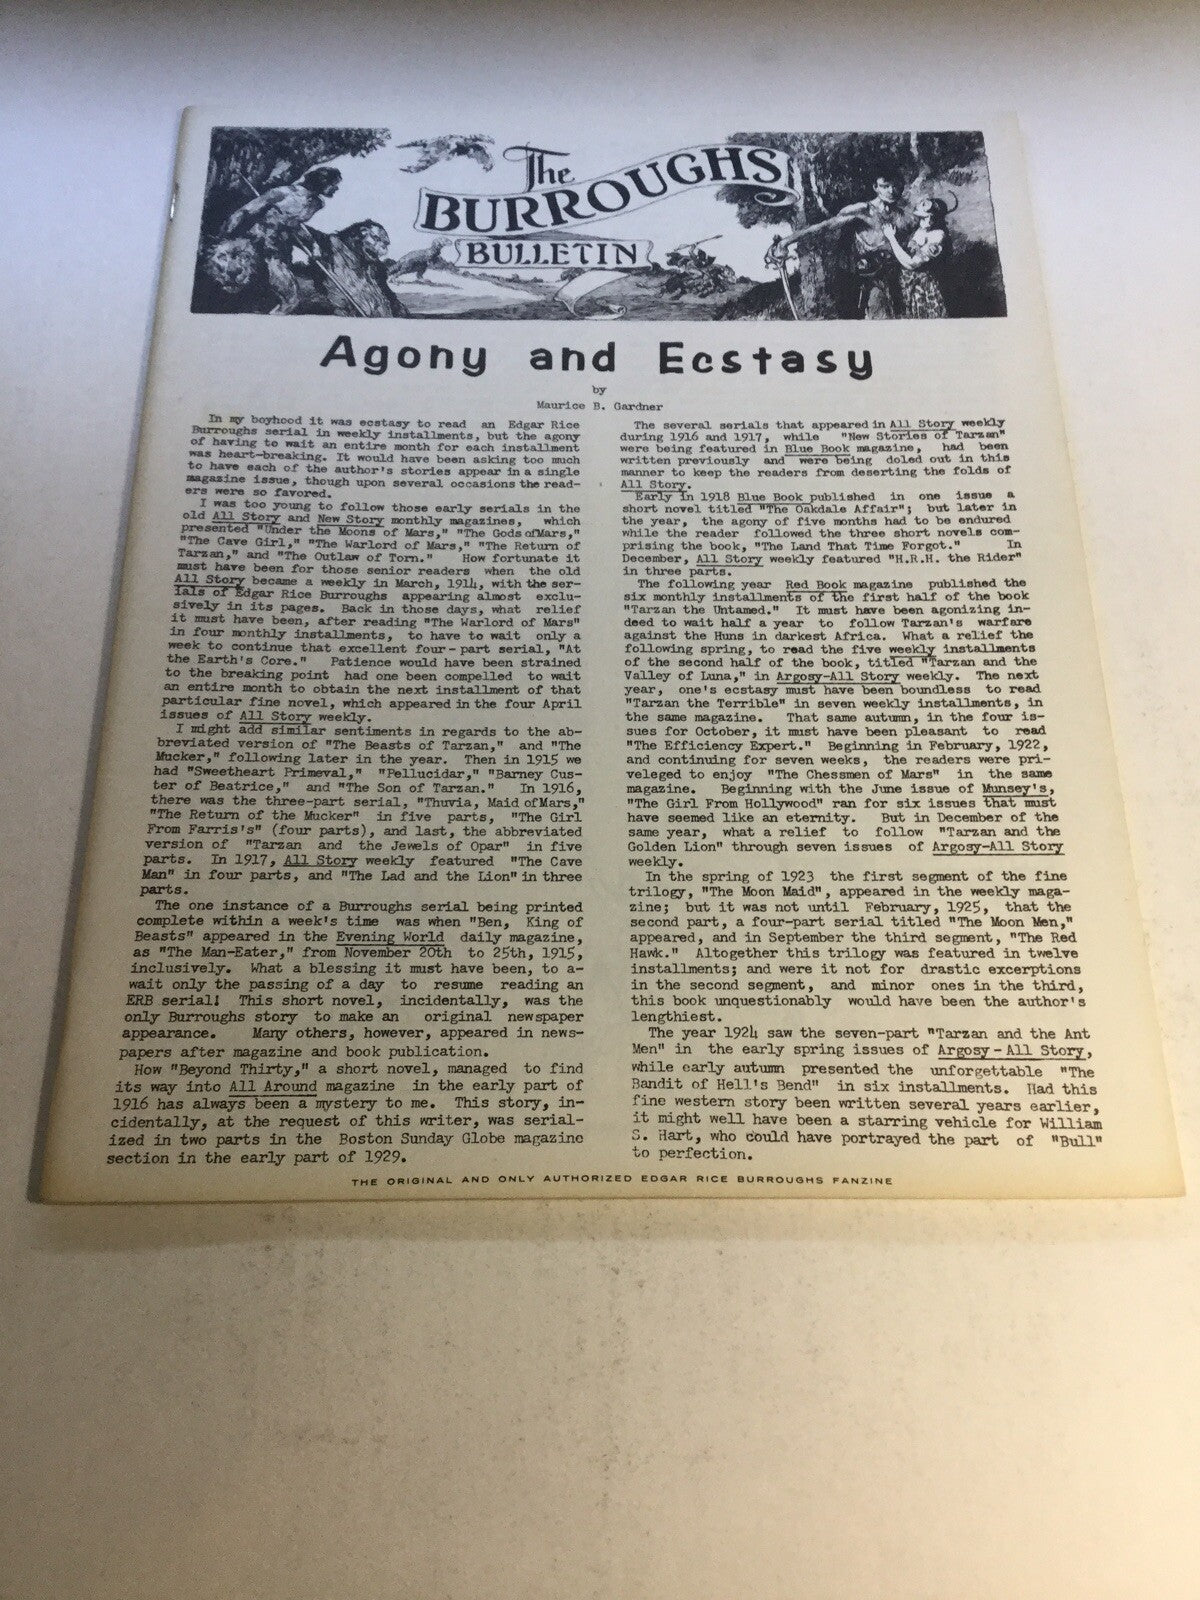 The
BURROUGHS
BULLETIN
Agony and Ecstasy
by
Maurice B. Gardner
In my boyhood it was ecstasy to read an Edgar Rice
Burroughs serial in weekly installments, but the agony
of having to wait an entire month for each installment
was heart-breaking. It would have been asking too much
to have each of the author's stories appear in a single
magazine issue, though upon several occasions the read-
ers were so favored.
I was too young to follow those early serials in the
old All Story and New Story monthly magazines, which
presented "Under the Moons of Mars," "The Gods of Mars,"
"The Cave Girl," "The Warlord of Mars," "The Return of
Tarzan," and "The Outlaw of Torn." How fortunate it
must have been for those senior readers when the old
All Story became a weekly in March, 1914, with the ser-
ials of Edgar Rice Burroughs appearing almost exclu-
sively in its pages. Back in those days, what relief
it must have been, after reading "The Warlord of Mars"
in four monthly installments, to have to wait only a
week to continue that excellent four-part serial, "At
the Earth's Core." Patience would have been strained
to the breaking point had one been compelled to wait
an entire month to obtain the next installment of that
particular fine novel, which appeared in the four April
issues of All Story weekly.
I might add similar sentiments in regards to the ab-
breviated version of "The Beasts of Tarzan," and "The
Mucker," following later in the year. Then in 1915 we
had "Sweetheart Primeval," "Pellucidar," "Barney Cus-
ter of Beatrice," and "The Son of Tarzan." In 1916,
there was the three-part serial, "Thuvia, Maid of Mars,"
"The Return of the Mucker" in five parts, "The Girl
From Farris's" (four parts), and last, the abbreviated
version of "Tarzan and the Jewels of Opar" in five
parts. In 1917, All Story weekly featured "The Cave
Man" in four parts, and "The Lad and the Lion" in three
parts.
The one instance of a Burroughs serial being printed
complete within a week's time was when "Ben, King of
Beasts" appeared in the Evening World daily magazine,
as "The Man-Eater," from November 20th to 25th, 1915,
inclusively. What a blessing it must have been, to a-
wait only the passing of a day to resume reading an
ERB serial! This short novel, incidentally, was the
only Burroughs story to make an original newspaper
appearance. Many others, however, appeared in news-
papers after magazine and book publication.
How "Beyond Thirty," a short novel, managed to find
its way into All Around magazine in the early part of
1916 has always been a mystery to me. This story, in-
cidentally, at the request of this writer, was serial-
ized in two parts in the Boston Sunday Globe magazine
section in the early part of 1929.
The several serials that appeared in All Story weekly
during 1916 and 1917, while "New Stories of Tarzan"
were being featured in Blue Book magazine, had been
written previously and were being doled out in this
manner to keep the readers from deserting the folds of
All Story.
Early in 1918 Blue Book published in one issue a
short novel titled "The Oakdale Affair"; but later in
the year, the agony of five months had to be endured
while the reader followed the three short novels com-
prising the book, "The Land That Time Forgot." In
December, All Story weekly featured "H.R.H. the Rider"
in three parts.
The following year Red Book magazine published the
six monthly installments of the first half of the book
"Tarzan the Untamed." It must have been agonizing in-
deed to wait half a year to follow Tarzan's warfare
against the Huns in darkest Africa. What a relief the
following spring, to read the five weekly installments
of the second half of the book, titled "Tarzan and the
Valley of Luna," in Argosy-All Story weekly. The next
year, one's ecstasy must have been boundless to read
"Tarzan the Terrible" in seven weekly installments, in
the same magazine. That same autumn, in the four is-
sues for October, it must have been pleasant to read
"The Efficiency Expert." Beginning in February, 1922,
and continuing for seven weeks, the readers were pri-
veleged to enjoy "The Chessmen of Mars" in the same
magazine. Beginning with the June issue of Munsey's,
"The Girl From Hollywood" ran for six issues that must
have seemed like an eternity. But in December of the
same year, what a relief to follow "Tarzan and the
Golden Lion" through seven issues of Argosy-All Story
weekly.
In the spring of 1923 the first segment of the fine
trilogy, "The Moon Maid", appeared in the weekly maga-
zine; but it was not until February, 1925, that the
second part, a four-part serial titled "The Moon Men,"
appeared, and in September the third segment, "The Red
Hawk." Altogether this trilogy was featured in twelve
installments; and were it not for drastic excerptions
in the second segment, and minor ones in the third,
this book unquestionably would have been the author's
lengthiest.
The year 1924 saw the seven-part "Tarzan and the Ant
Men" in the early spring issues of Argosy-All Story,
while early autumn presented the unforgettable "The
Bandit of Hell's Bend" in six installments. Had this
fine western story been written several years earlier,
it might well have been a starring vehicle for William
S. Hart, who could have portrayed the part of "Bull"
to perfection.
THE ORIGINAL AND ONLY AUTHORIZED EDGAR RICE BURROUGHS FANZINE